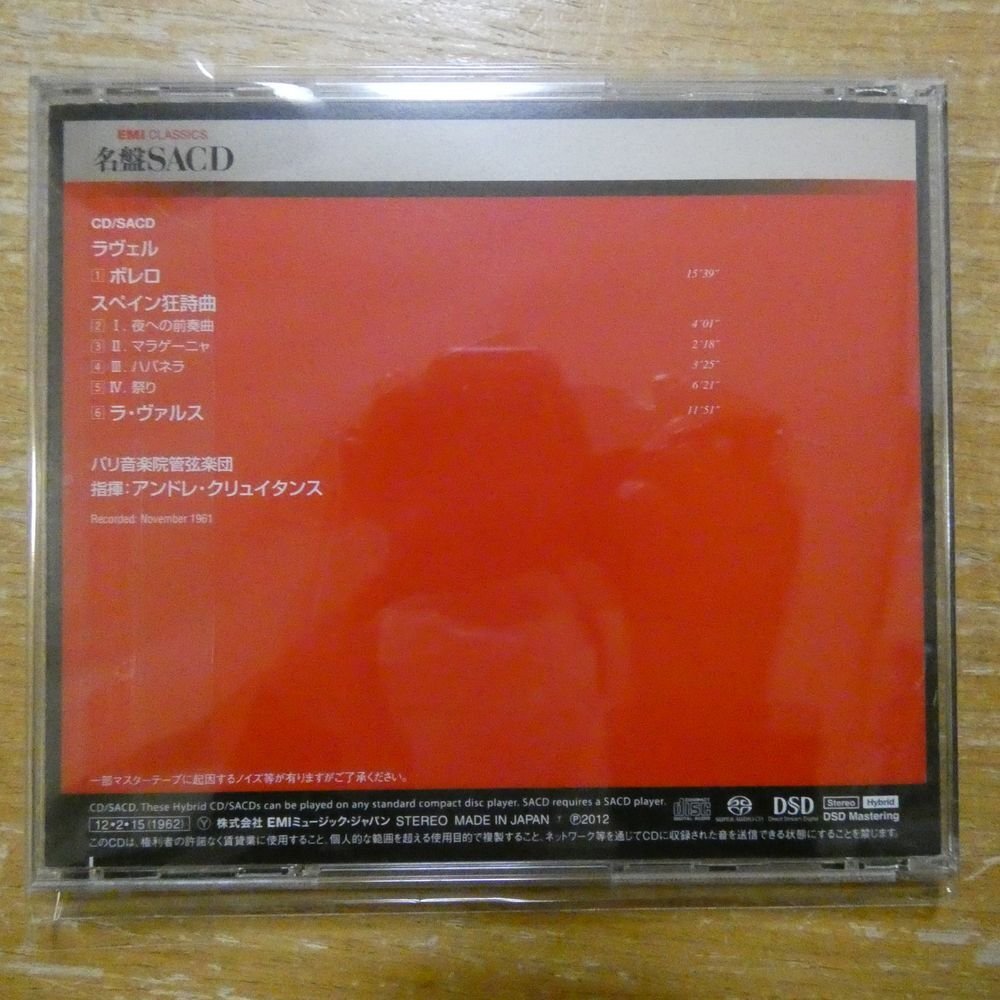 EMI CLASSICS
名盤SACD
CD/SACD
ラヴェル
1 ボレロ 15"39"
スペイン狂詩曲
2 Ⅰ. 夜への前奏曲 4"01"
3 Ⅱ. マラゲーニャ 2"18"
4 Ⅲ. ハバネラ 3"25"
5 Ⅳ. 祭り 6"21"
6 ラ・ヴァルス 11"51"
パリ音楽院管弦楽団
指揮:アンドレ・クリュイタンス
Recorded: November 1961
一部マスターテープに起因するノイズ等が有りますがご了承ください。
CD/SACD. These Hybrid CD/SACDs can be played on any standard compact disc player. SACD requires a SACD player.
COMPACT disc DIGITAL AUDIO SUPER AUDIO CD DSD Direct Stream Digital Stereo Hybrid DSD Mastering
12•2•15(1962) Ⓨ 株式会社 EMIミュージック・ジャパン STEREO MADE IN JAPAN Ⓟ2012
このCDは、権利者の許諾なく賃貸業に使用すること、個人的な範囲を超える使用目的で複製すること、ネットワーク等を通じてCDに収録された音を送信できる状態にすることを禁じます。